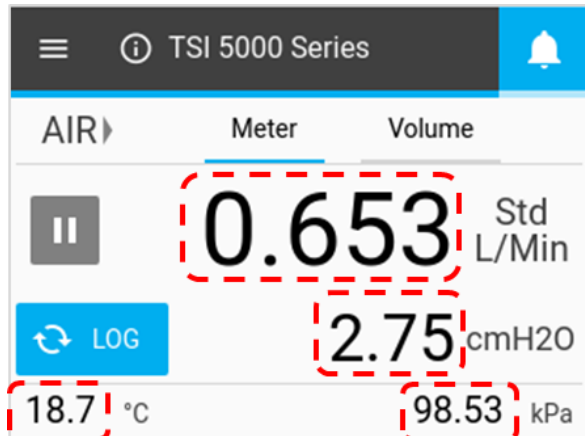 TSI 5000 Series
AIR Meter Volume
0.653 Std L/Min
LOG 2.75 cmH2O
18.7 °C 98.53 kPa